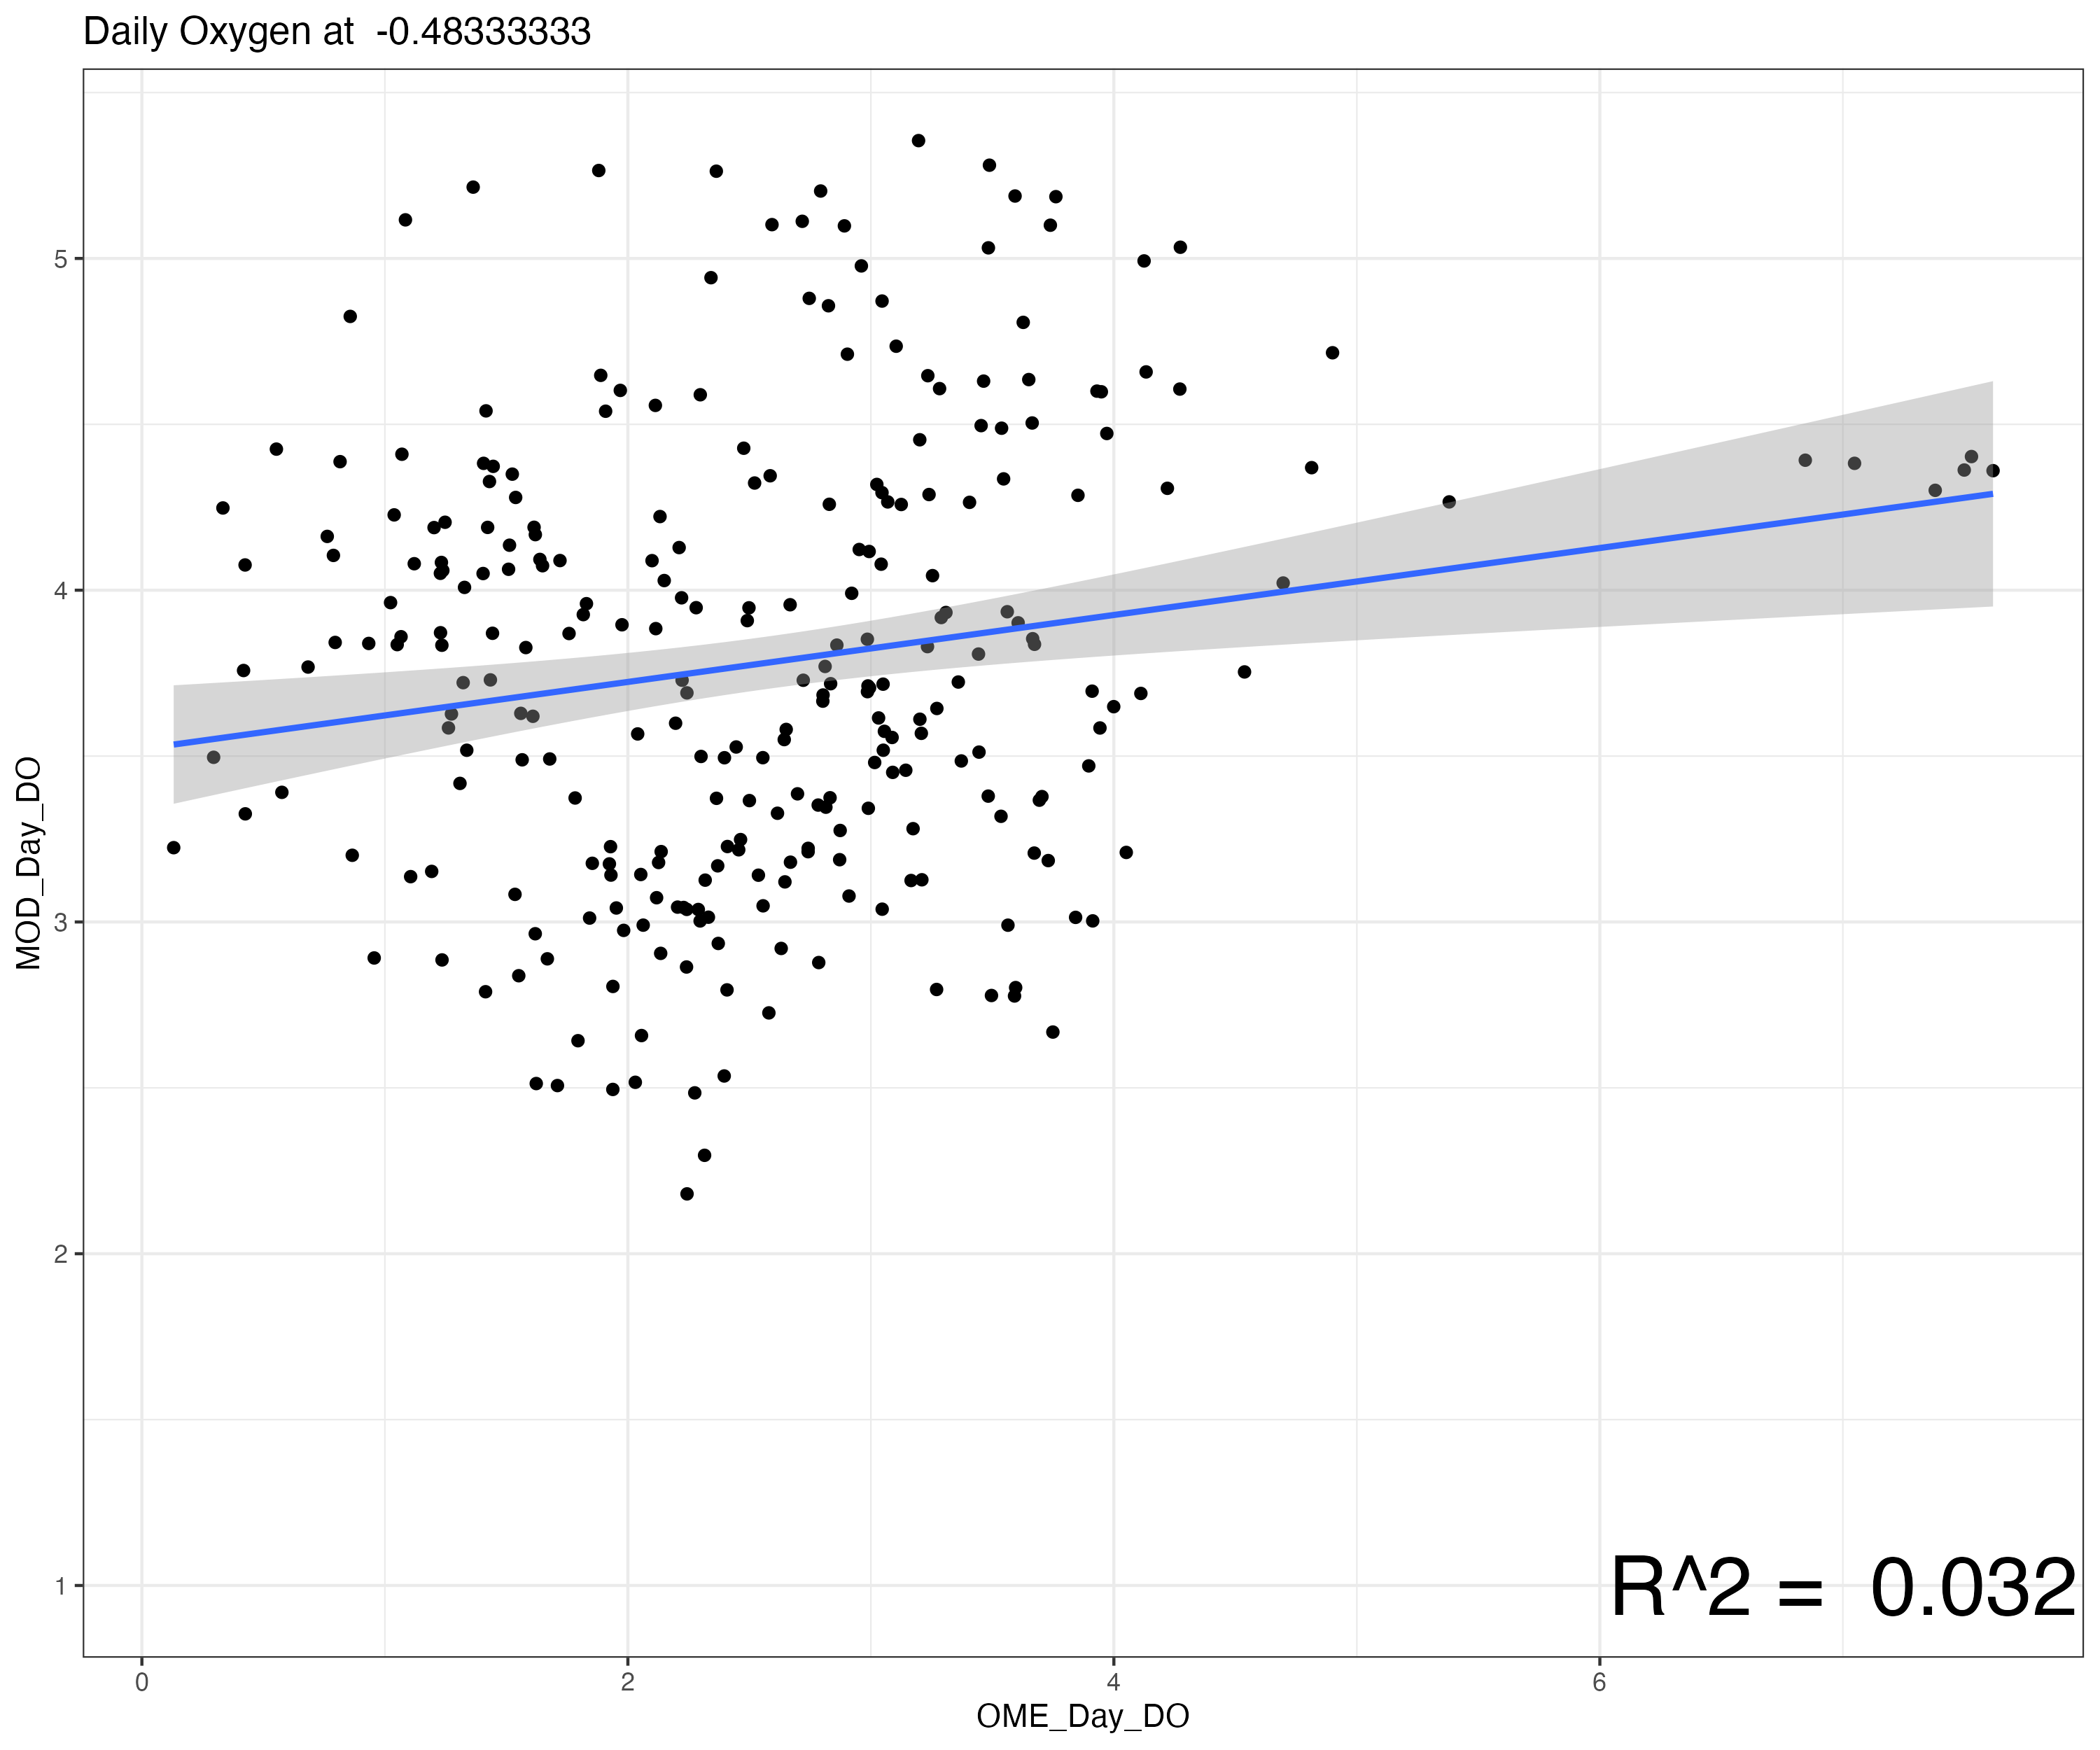 Daily Oxygen at  -0.48333333
MOD_Day_DO
5
4
3
2
1
R^2 =  0.032
0 2 4 6
OME_Day_DO